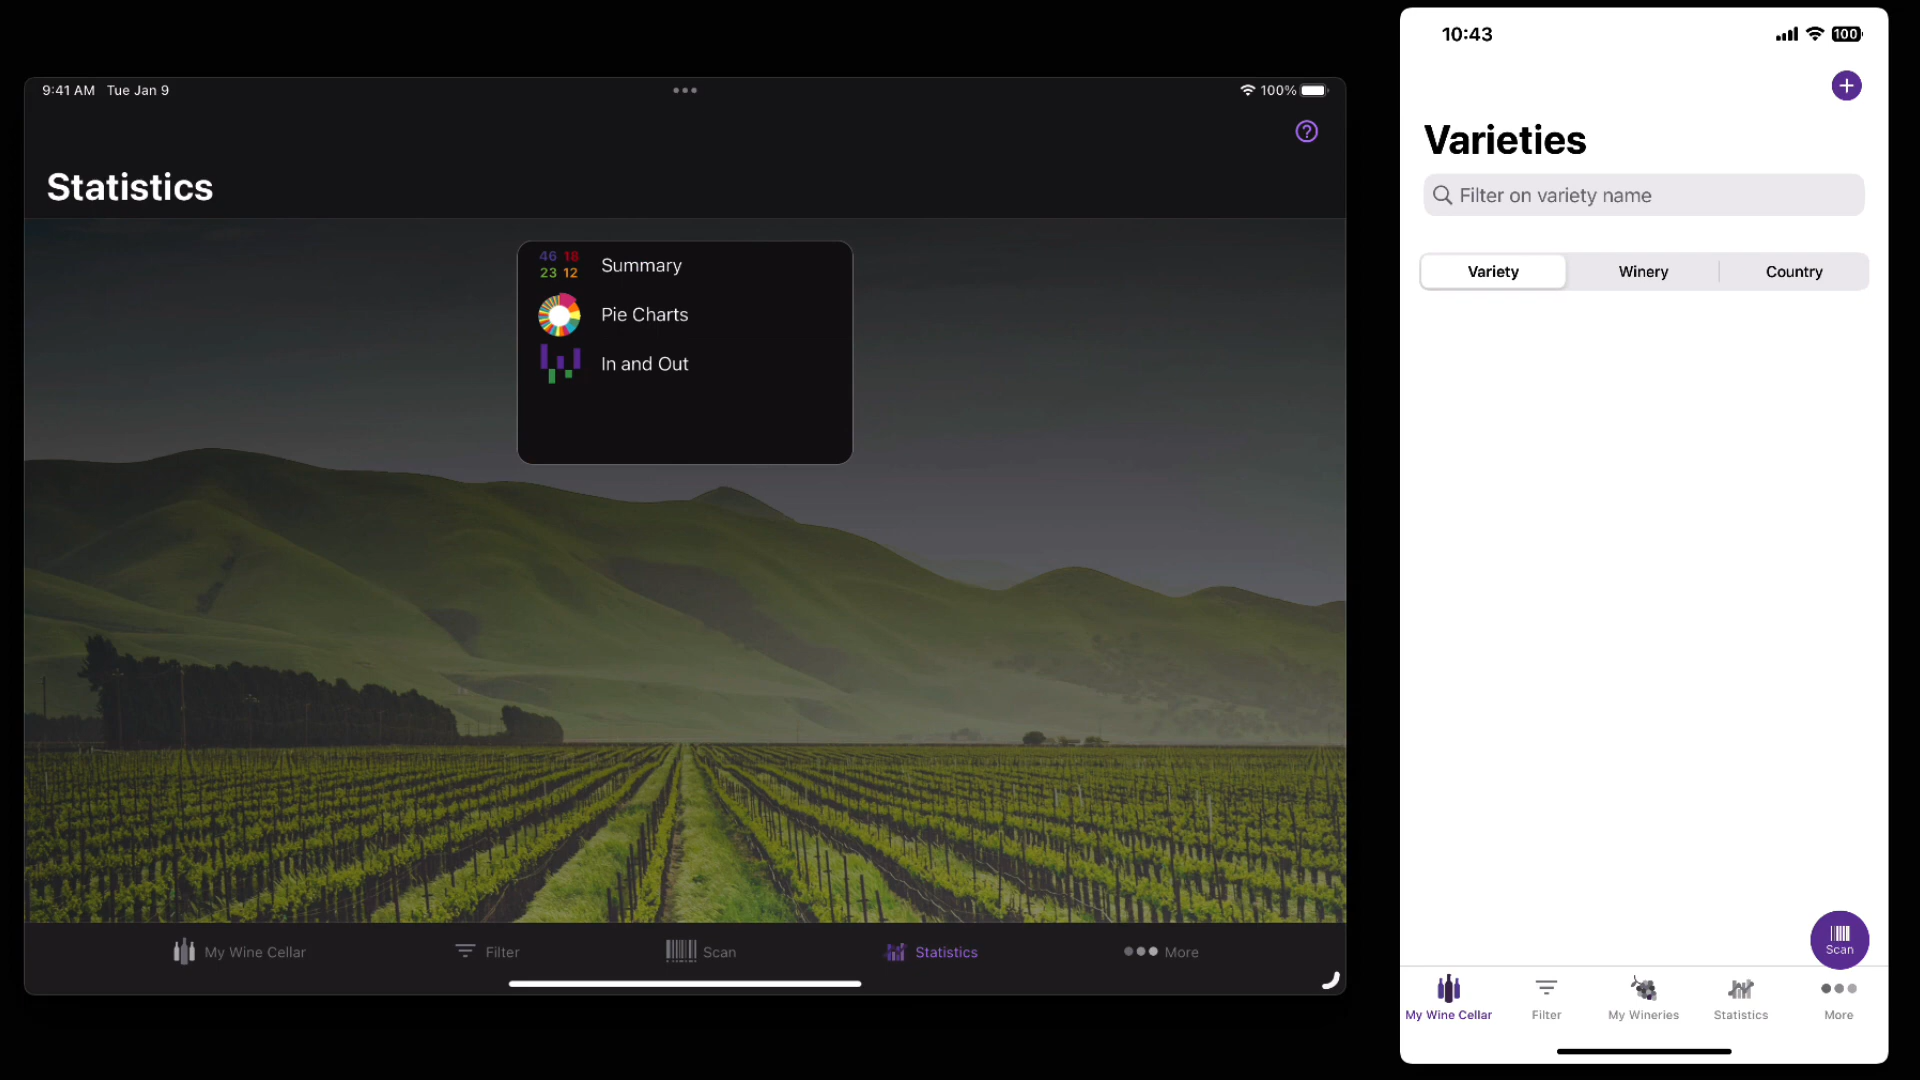 9:41 AM Tue Jan 9
100%
Statistics
46 18
23 12
Summary
Pie Charts
In and Out
My Wine Cellar
Filter
Scan
Statistics
More
10:43
100
Varieties
Filter on variety name
Variety
Winery
Country
Scan
My Wine Cellar
Filter
My Wineries
Statistics
More